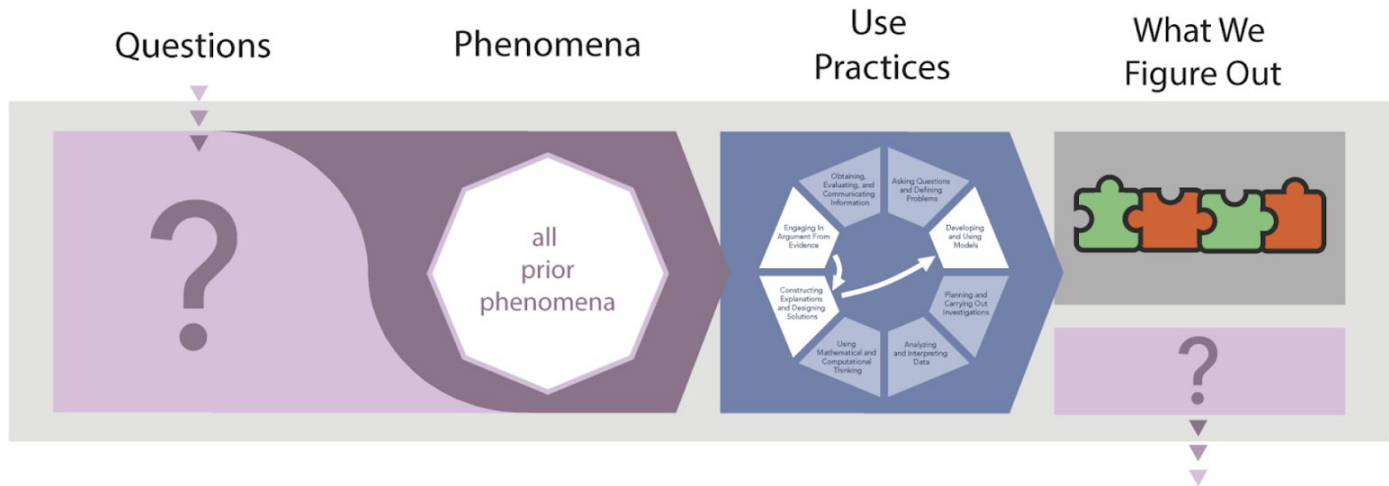 Questions
Phenomena
Use
Practices
What We
Figure Out
?
all
prior
phenomena
Obtaining,
Evaluating, and
Communicating
Information
Asking Questions
and Defining
Problems
Engaging In
Argument From
Evidence
Developing
and Using
Models
Constructing
Explanations
and Designing
Solutions
Planning and
Carrying Out
Investigations
Using
Mathematical and
Computational
Thinking
Analyzing
and Interpreting
Data
?